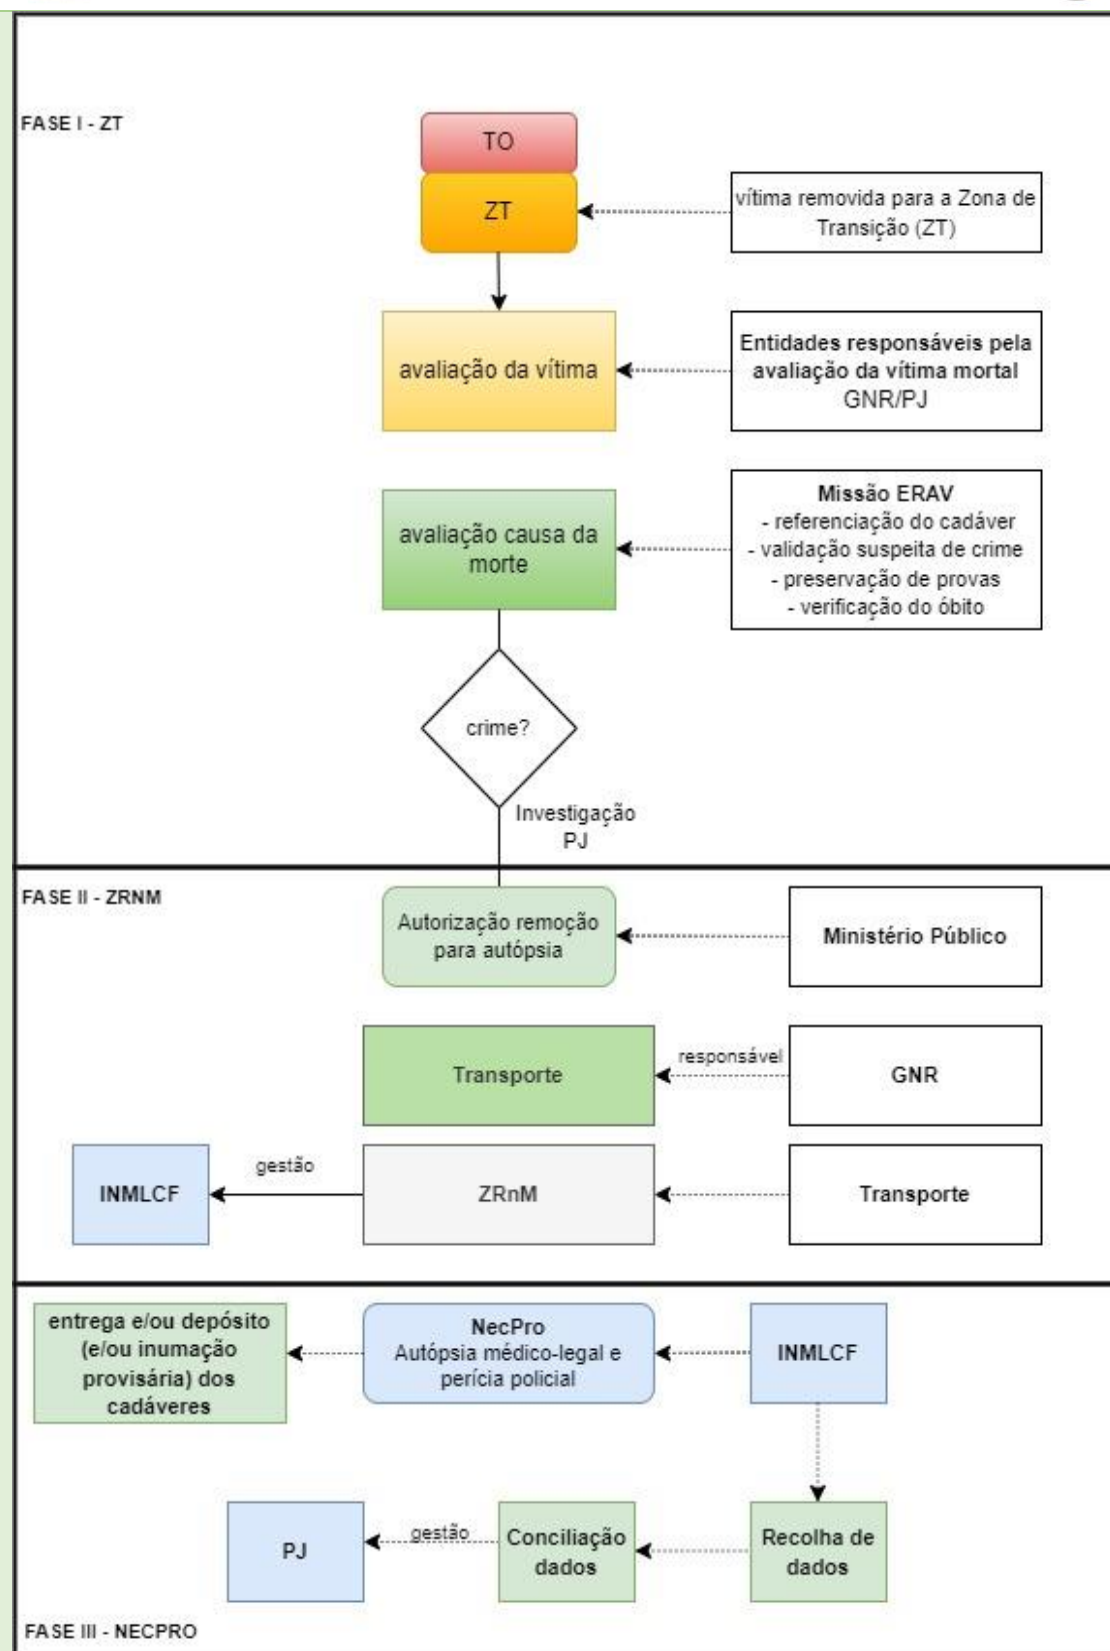 FASE I - ZT
TO
ZT
vítima removida para a Zona de
Transição (ZT)
avaliação da vítima
Entidades responsáveis pela
avaliação da vítima mortal
GNR/PJ
avaliação causa da
morte
Missão ERAV
- referenciação do cadáver
- validação suspeita de crime
- preservação de provas
- verificação do óbito
crime?
Investigação
PJ
FASE II - ZRNM
Autorização remoção
para autópsia
Ministério Público
Transporte
responsável
GNR
INMLCF
gestão
ZRnM
Transporte
entrega e/ou depósito
(e/ou inumação
provisária) dos
cadáveres
NecPro
Autópsia médico-legal e
perícia policial
INMLCF
PJ
gestão
Conciliação
dados
Recolha de
dados
FASE III - NECPRO